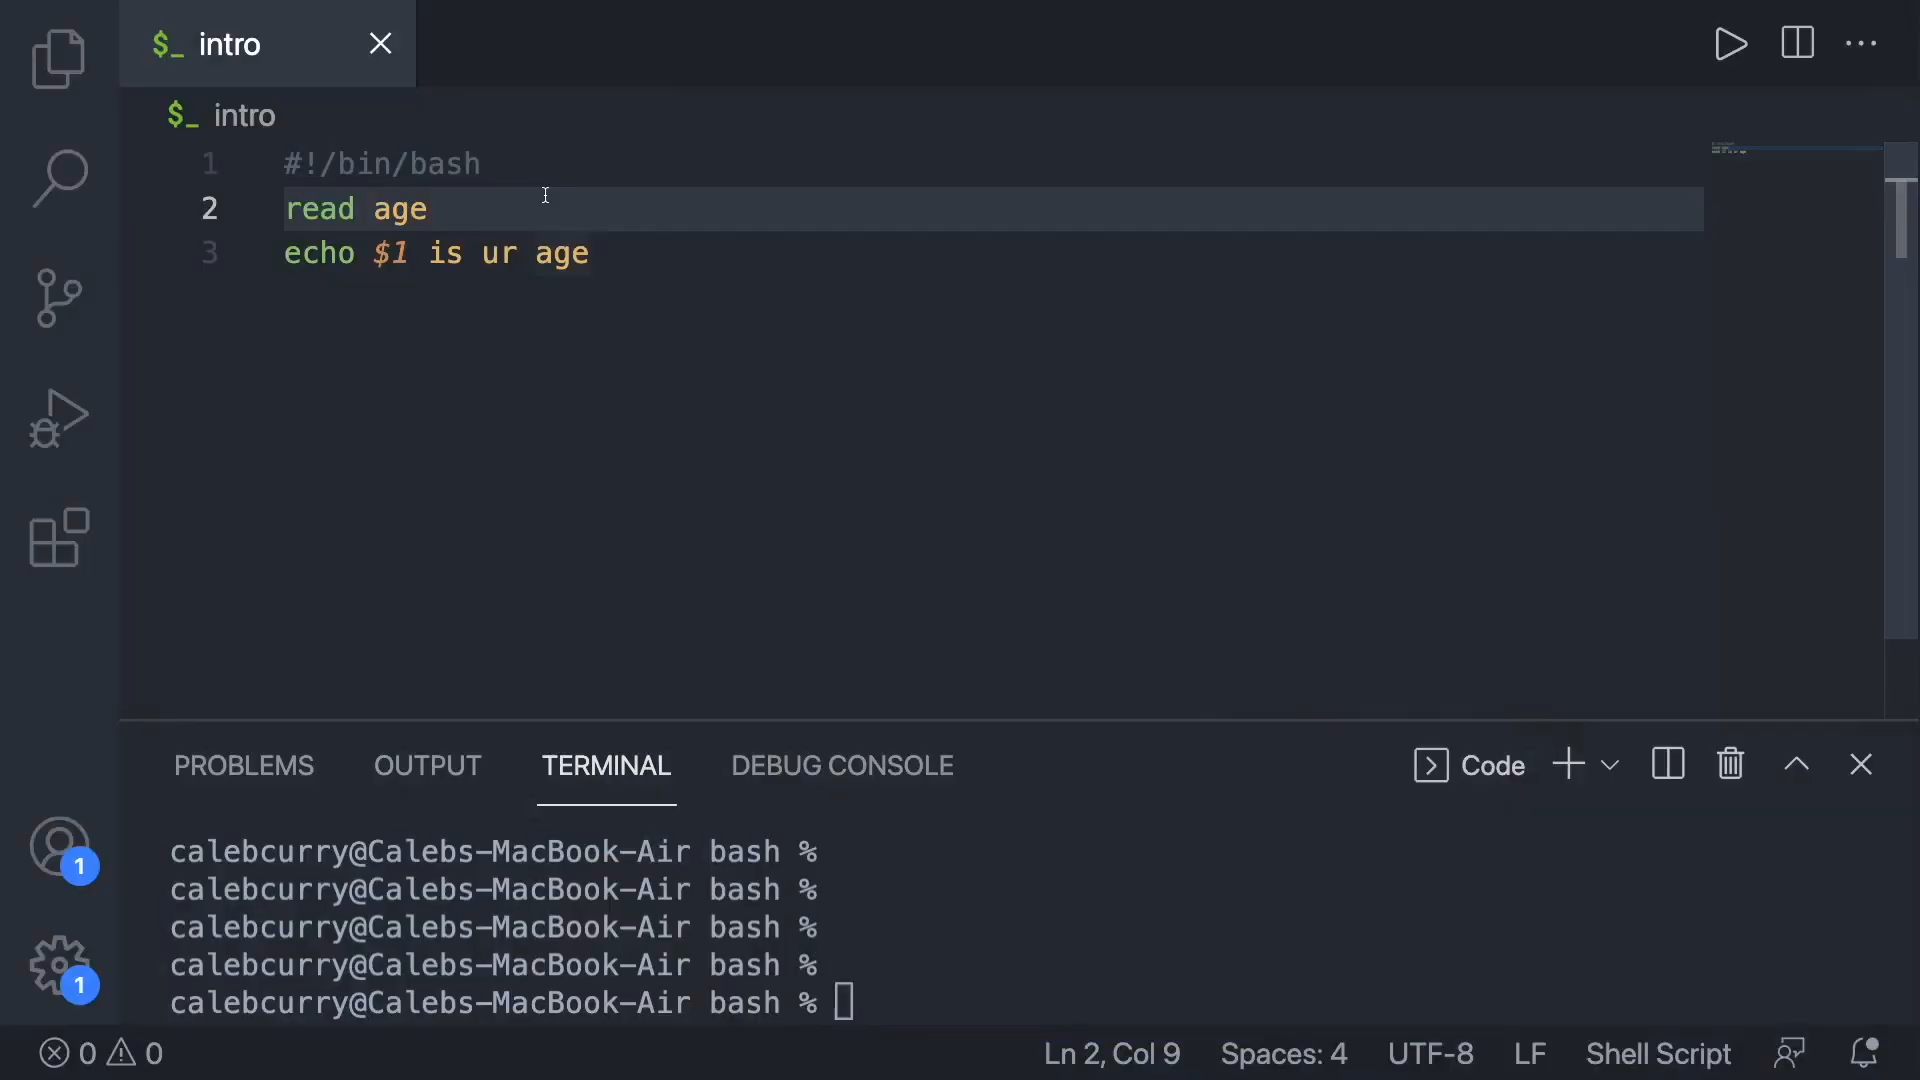 $_ intro
$_ intro
1 #!/bin/bash
2 read age
3 echo $1 is ur age
PROBLEMS OUTPUT TERMINAL DEBUG CONSOLE Code
calebcurry@Calebs-MacBook-Air bash %
calebcurry@Calebs-MacBook-Air bash %
calebcurry@Calebs-MacBook-Air bash %
calebcurry@Calebs-MacBook-Air bash %
calebcurry@Calebs-MacBook-Air bash %
1
1
0 0 Ln 2, Col 9 Spaces: 4 UTF-8 LF Shell Script